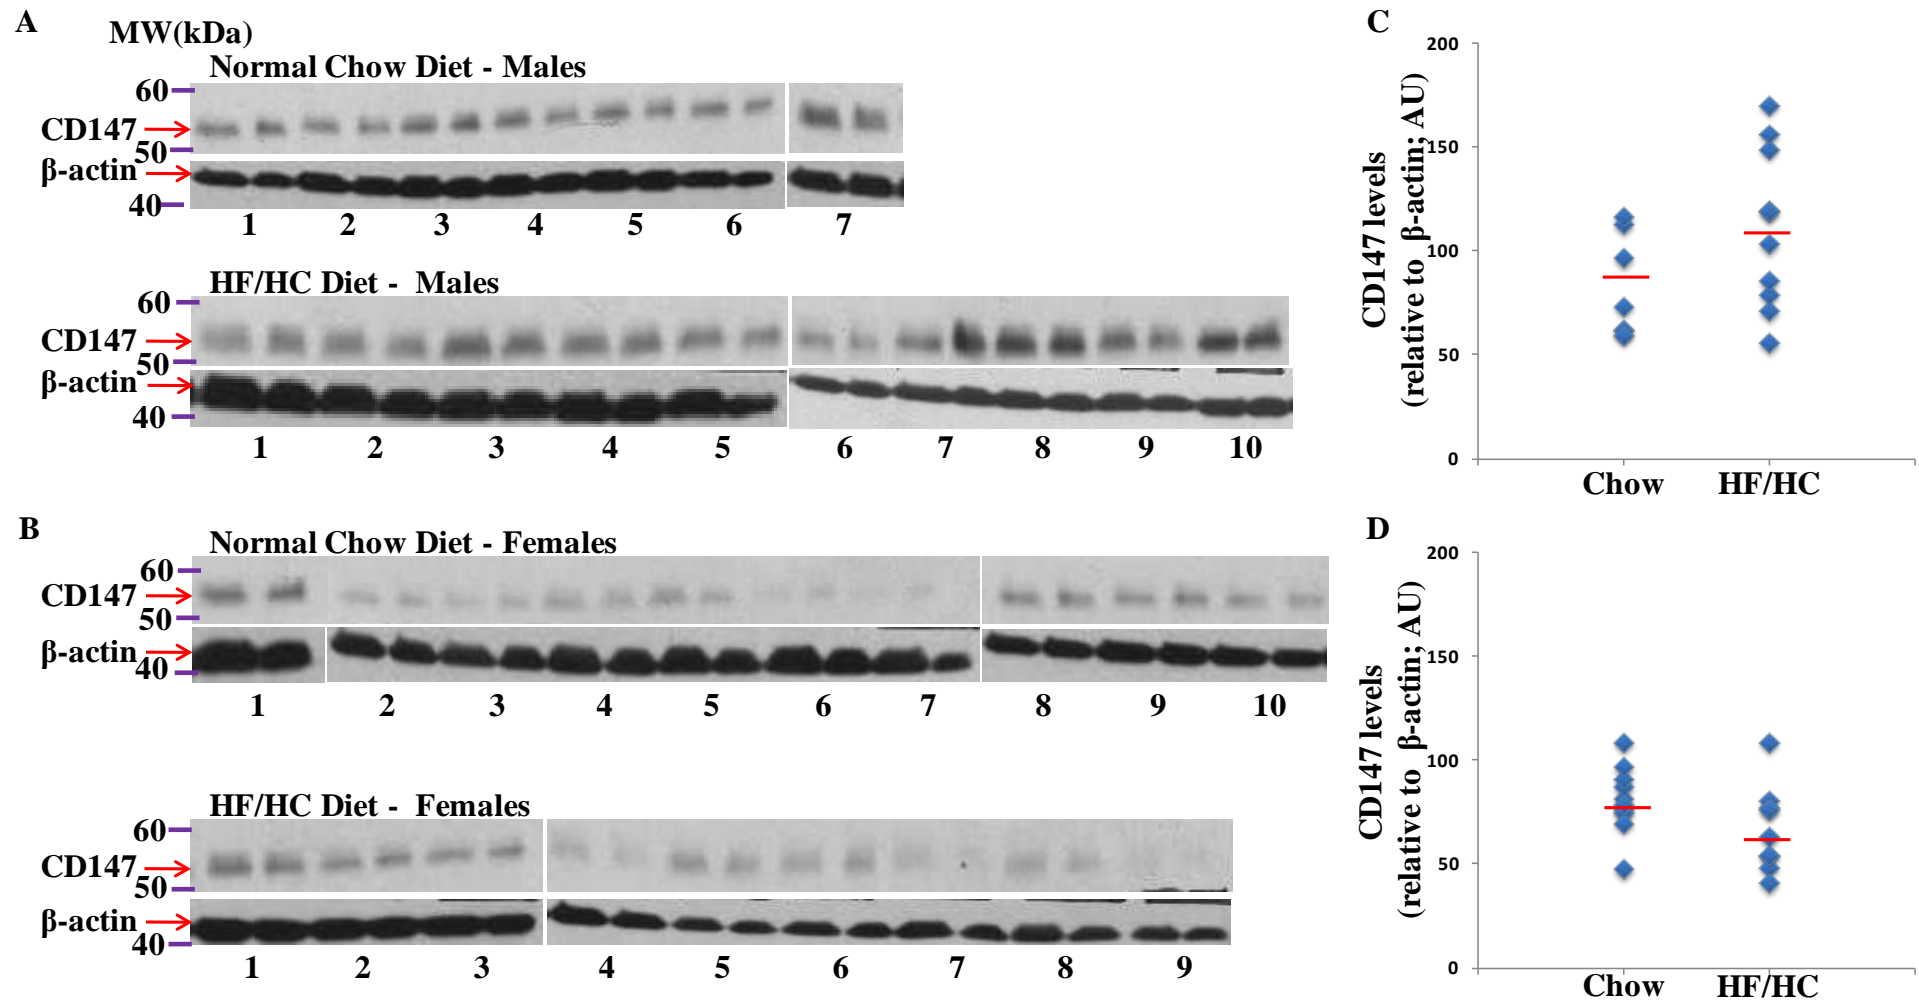 A
MW(kDa)
Normal Chow Diet - Males
60
CD147
50
β-actin
40
1 2 3 4 5 6 7
HF/HC Diet - Males
60
CD147
50
β-actin
40
1 2 3 4 5 6 7 8 9 10
B
Normal Chow Diet - Females
60
CD147
50
β-actin
40
1 2 3 4 5 6 7 8 9 10
HF/HC Diet - Females
60
CD147
50
β-actin
40
1 2 3 4 5 6 7 8 9
C
CD147 levels
(relative to β-actin; AU)
200
150
100
50
0
Chow HF/HC
D
CD147 levels
(relative to β-actin; AU)
200
150
100
50
0
Chow HF/HC